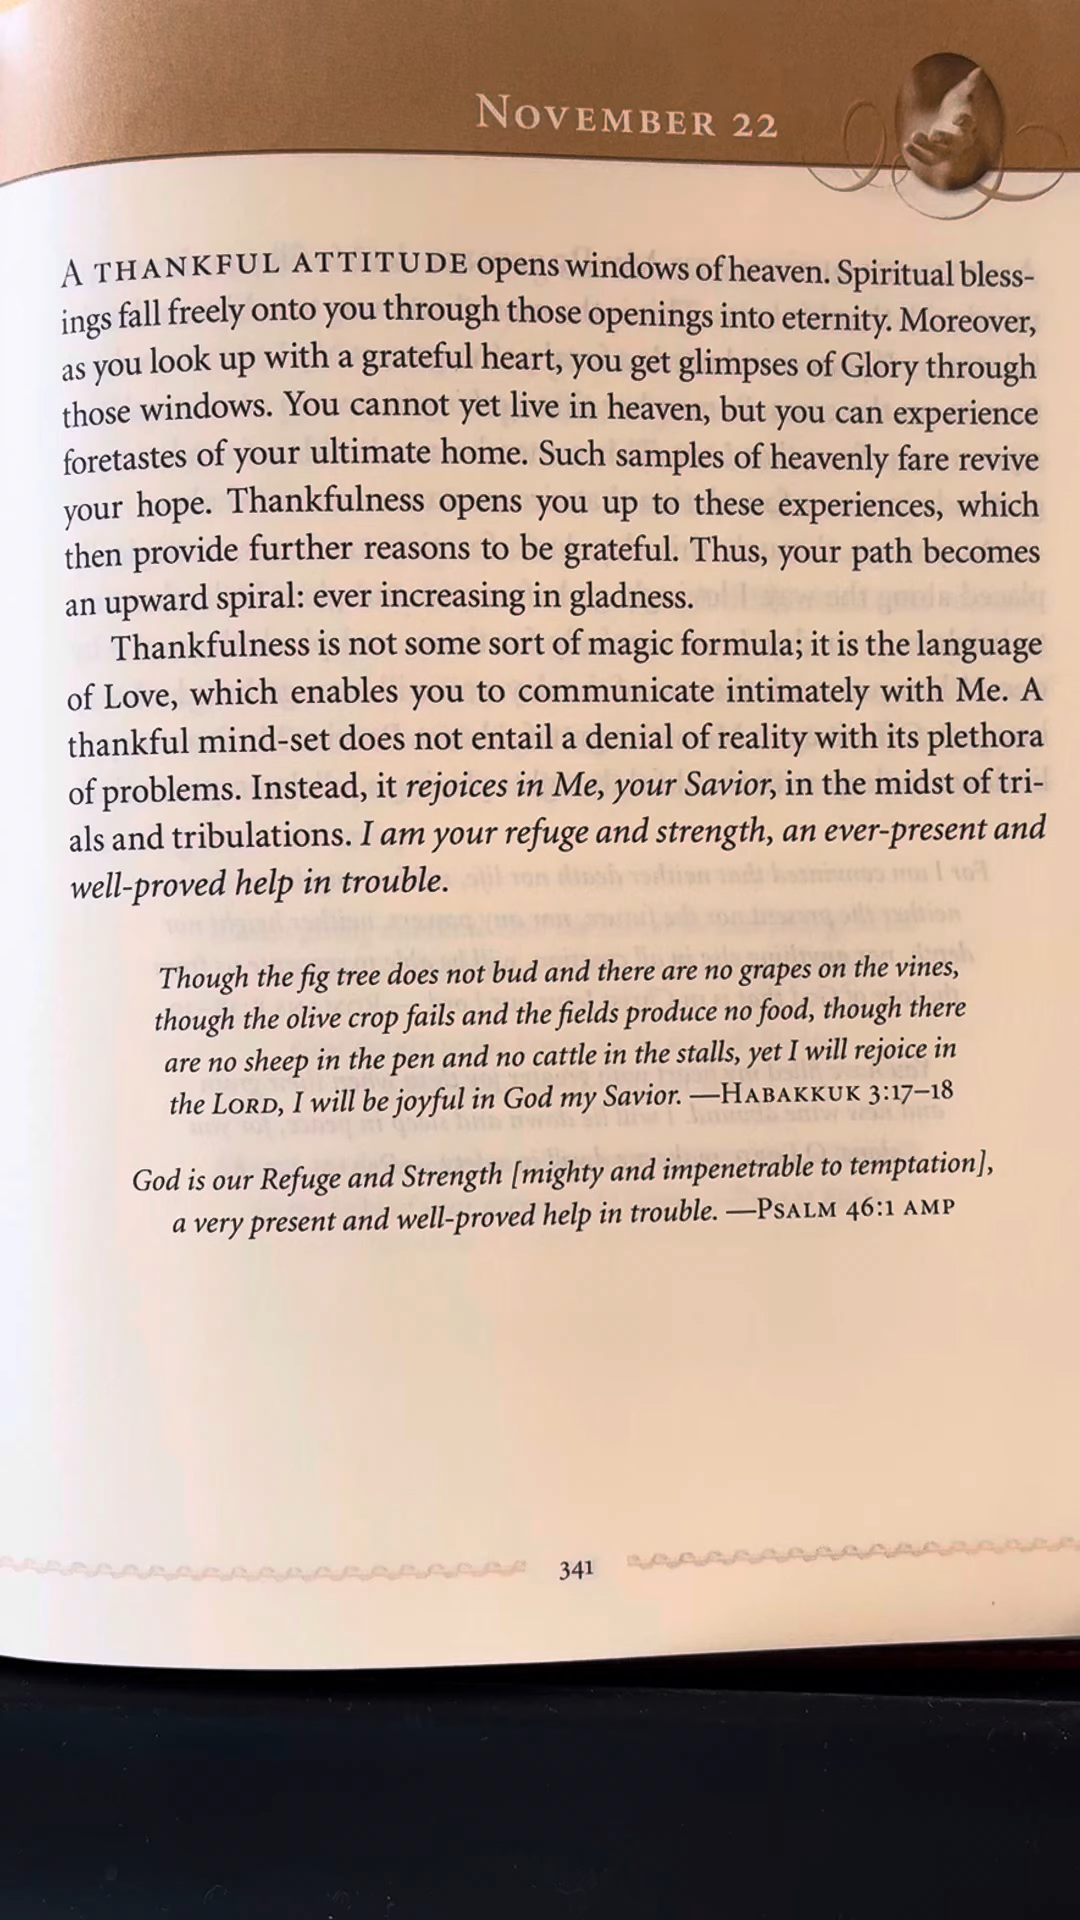 November 22
A THANKFUL ATTITUDE opens windows of heaven. Spiritual bless-
ings fall freely onto you through those openings into eternity. Moreover,
as you look up with a grateful heart, you get glimpses of Glory through
those windows. You cannot yet live in heaven, but you can experience
foretastes of your ultimate home. Such samples of heavenly fare revive
your hope. Thankfulness opens you up to these experiences, which
then provide further reasons to be grateful. Thus, your path becomes
an upward spiral: ever increasing in gladness.
Thankfulness is not some sort of magic formula; it is the language
of Love, which enables you to communicate intimately with Me. A
thankful mind-set does not entail a denial of reality with its plethora
of problems. Instead, it rejoices in Me, your Savior, in the midst of tri-
als and tribulations. I am your refuge and strength, an ever-present and
well-proved help in trouble.
Though the fig tree does not bud and there are no grapes on the vines,
though the olive crop fails and the fields produce no food, though there
are no sheep in the pen and no cattle in the stalls, yet I will rejoice in
the LORD, I will be joyful in God my Savior. —HABAKKUK 3:17–18
God is our Refuge and Strength [mighty and impenetrable to temptation],
a very present and well-proved help in trouble. —PSALM 46:1 AMP
341